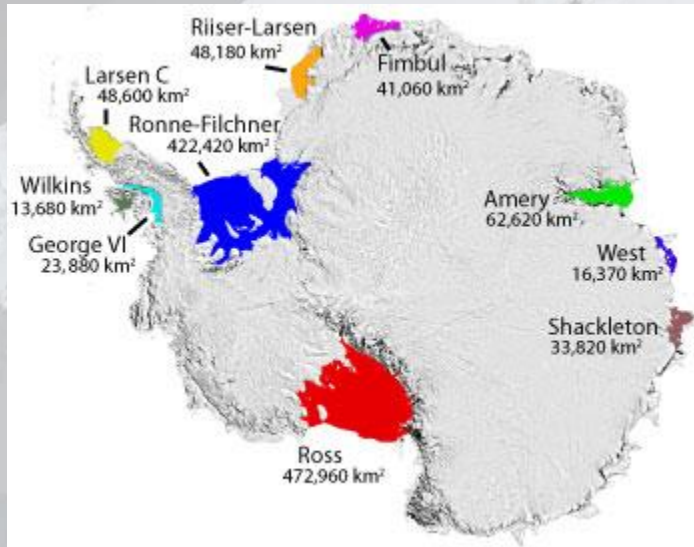 Riiser-Larsen
48,180 km²
Fimbul
41,060 km²
Larsen C
48,600 km²
Ronne-Filchner
422,420 km²
Wilkins
13,680 km²
George VI
23,880 km²
Amery
62,620 km²
West
16,370 km²
Shackleton
33,820 km²
Ross
472,960 km²